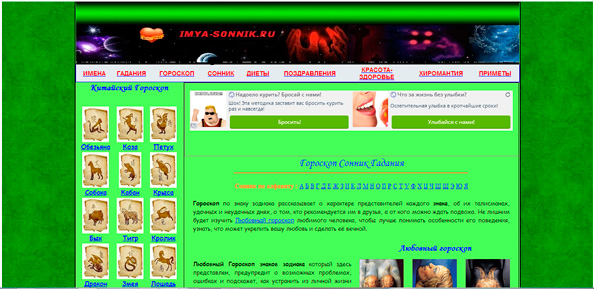 IMYA-SONNIK.RU
ИМЕНА ГАДАНИЯ ГОРОСКОП СОННИК ДИЕТЫ ПОЗДРАВЛЕНИЯ КРАСОТА-ЗДОРОВЬЕ ХИРОМАНТИЯ ПРИМЕТЫ
Китайский Гороскоп
Обезьяна Коза Петух
Собака Кабан Крыса
Бык Тигр Кролик
Дракон Змея Лошадь
Надоело курить? Бросай с нами!
Шок! Эта методика заставит вас бросить курить
раз и навсегда!
Бросить!
Что за жизнь без улыбки?
Ослепительная улыбка в кротчайшие сроки!
Улыбайся с нами!
Гороскоп Сонник Гадания
А Б В Г Д Е Ж З И К Л М Н О П Р С Т У Ф Х Ц Ч Ш Щ Э Ю Я
Гороскоп по знаку зодиака рассказывает о характере представителей каждого знака, об их талисманах,
удачных и неудачных днях, о том, кто рекомендуется им в друзья, а от кого можно ждать подвоха. Не лишним
будет изучить Любовный гороскоп любимого человека, чтобы лучше понимать особенности его поведения,
узнать, что может укрепить вашу любовь и сделать её вечной.
Любовный гороскоп
Любовный Гороскоп знаков зодиака который здесь
представлен, предупредит о возможных проблемах,
ошибках и подскажет, как устроить из личной жизни